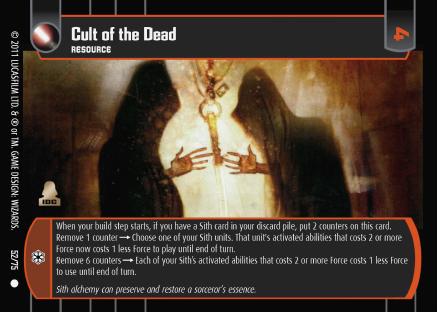 Cult of the Dead
RESOURCE
4
When your build step starts, if you have a Sith card in your discard pile, put 2 counters on this card.
Remove 1 counter → Choose one of your Sith units. That unit's activated abilities that costs 2 or more
Force now costs 1 less Force to play until end of turn.
Remove 6 counters → Each of your Sith's activated abilities that costs 2 or more Force costs 1 less Force
to use until end of turn.
Sith alchemy can preserve and restore a sorcerer's essence.
IDC
© 2011 LUCASFILM LTD. & ® or TM. GAME DESIGN: WIZARDS. 52/75